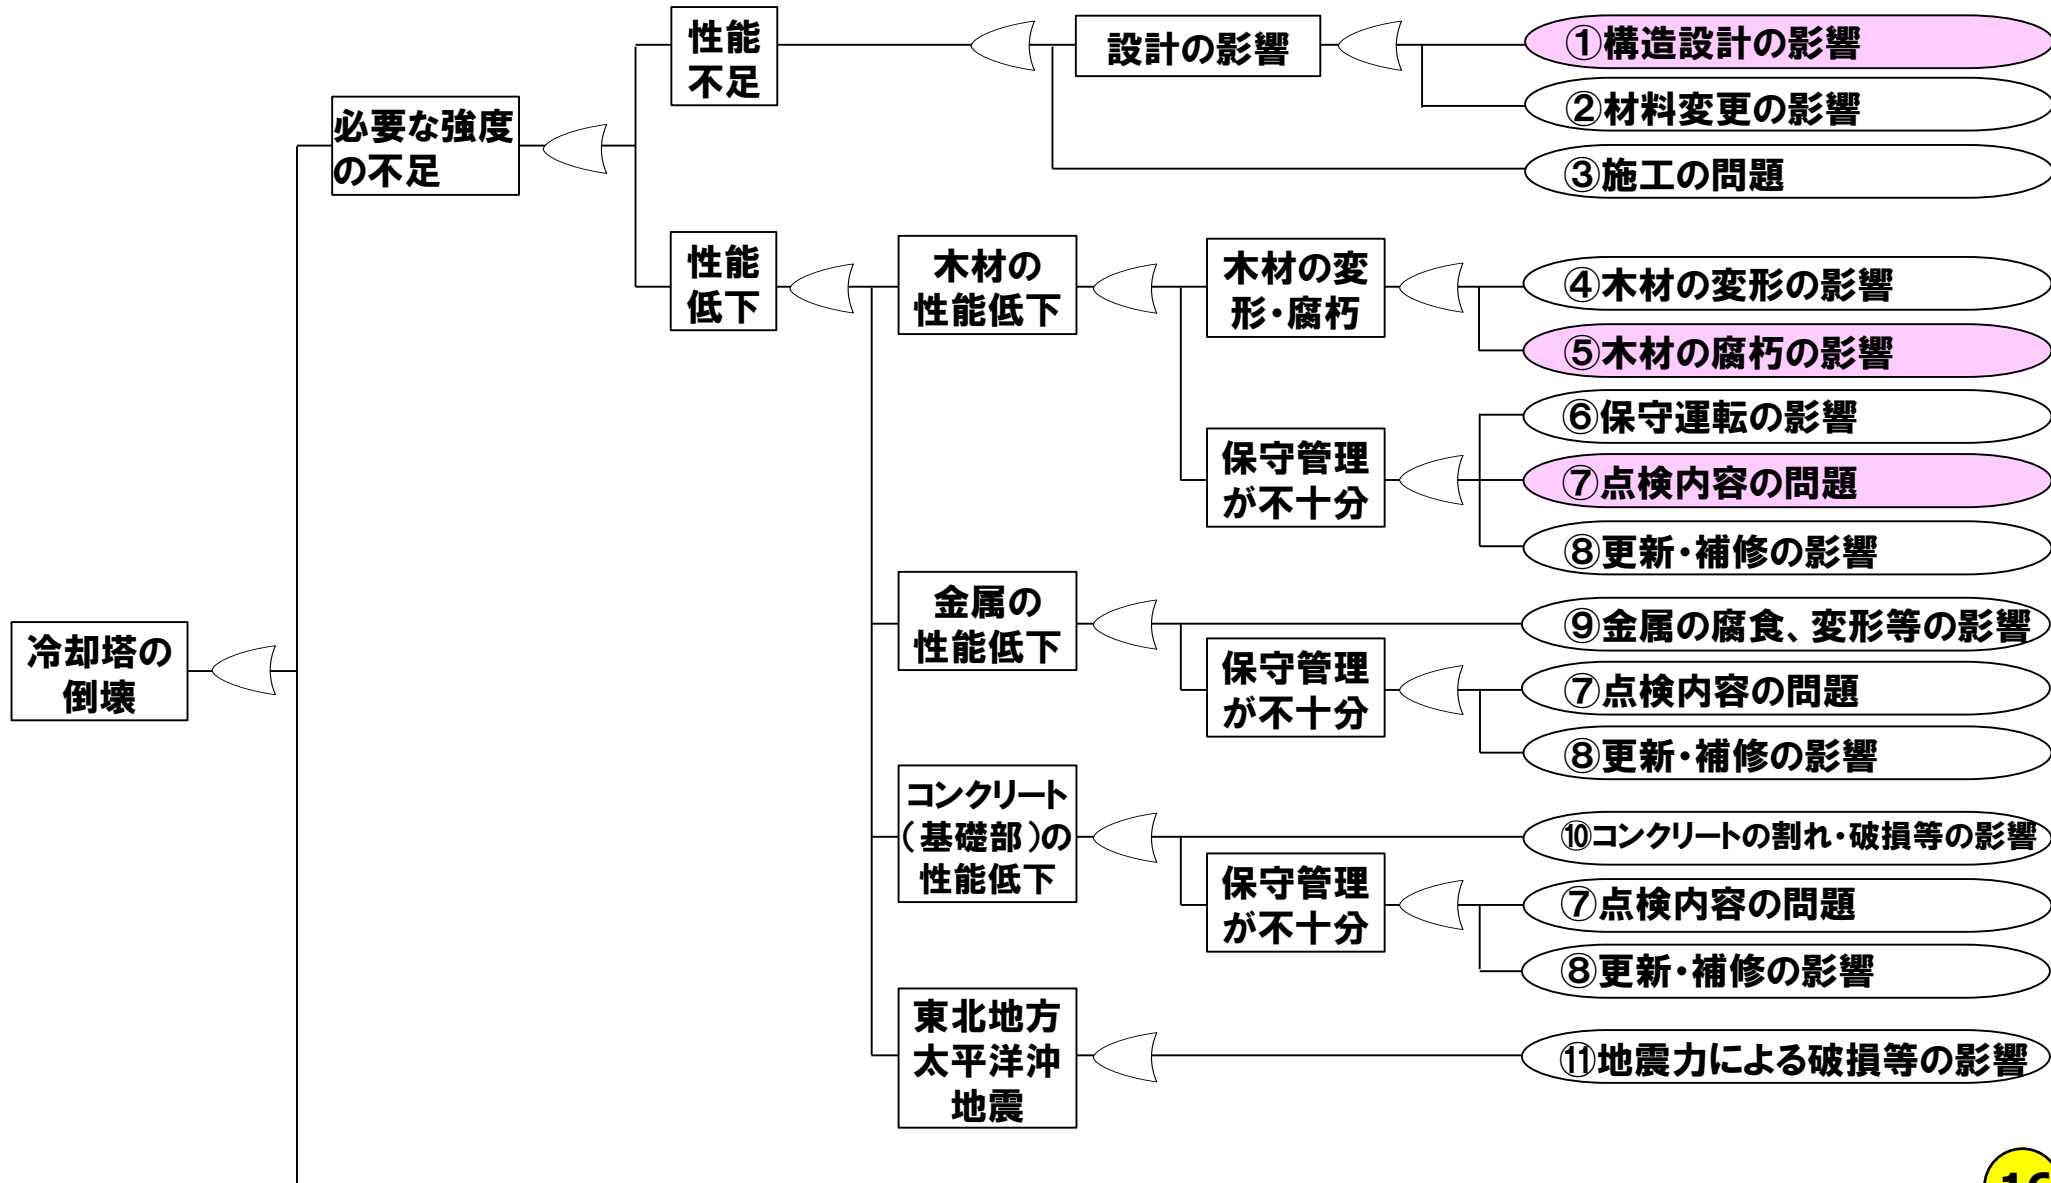 性能
不足
設計の影響
①構造設計の影響
②材料変更の影響
③施工の問題
必要な強度
の不足
性能
低下
木材の
性能低下
木材の変
形・腐朽
④木材の変形の影響
⑤木材の腐朽の影響
保守管理
が不十分
⑥保守運転の影響
⑦点検内容の問題
⑧更新・補修の影響
金属の
性能低下
⑨金属の腐食、変形等の影響
保守管理
が不十分
⑦点検内容の問題
⑧更新・補修の影響
冷却塔の
倒壊
コンクリート
（基礎部）の
性能低下
⑩コンクリートの割れ・破損等の影響
保守管理
が不十分
⑦点検内容の問題
⑧更新・補修の影響
東北地方
太平洋沖
地震
⑪地震力による破損等の影響